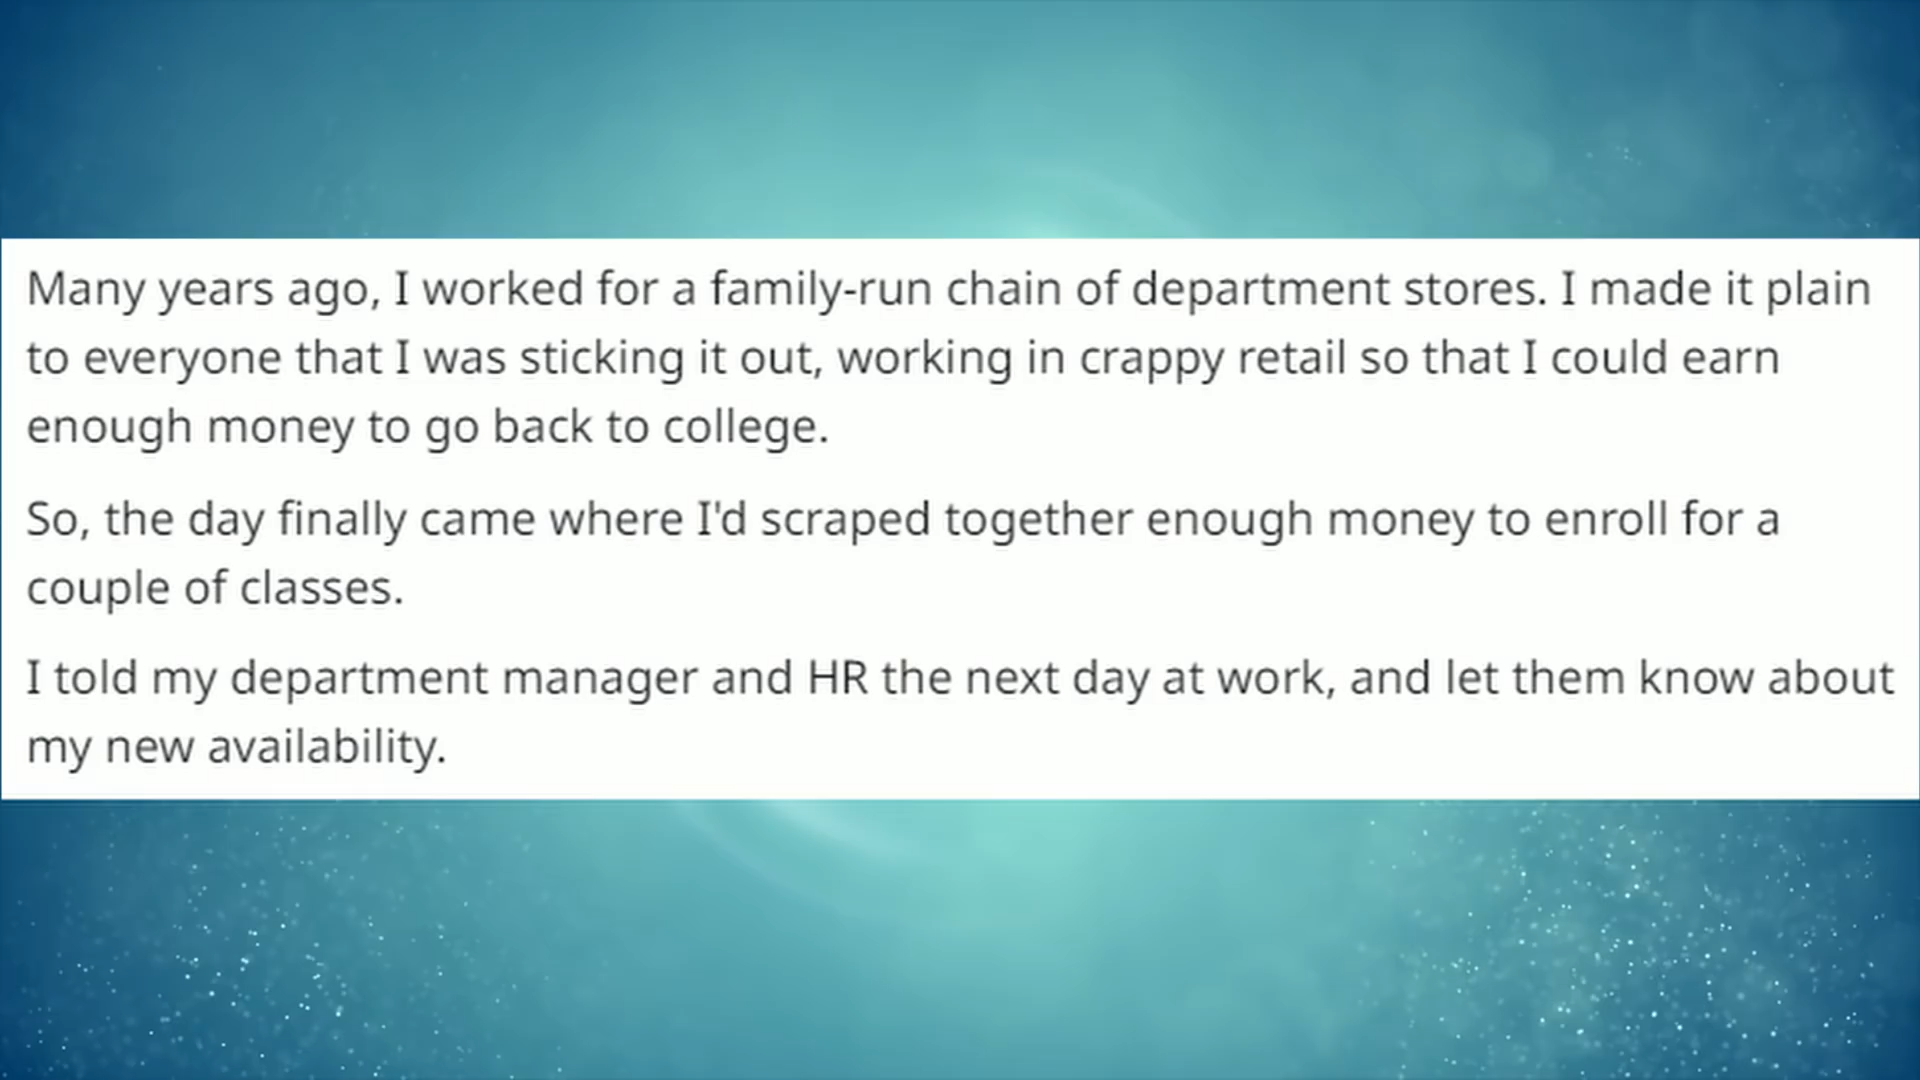 Many years ago, I worked for a family-run chain of department stores. I made it plain
to everyone that I was sticking it out, working in crappy retail so that I could earn
enough money to go back to college.
So, the day finally came where I'd scraped together enough money to enroll for a
couple of classes.
I told my department manager and HR the next day at work, and let them know about
my new availability.